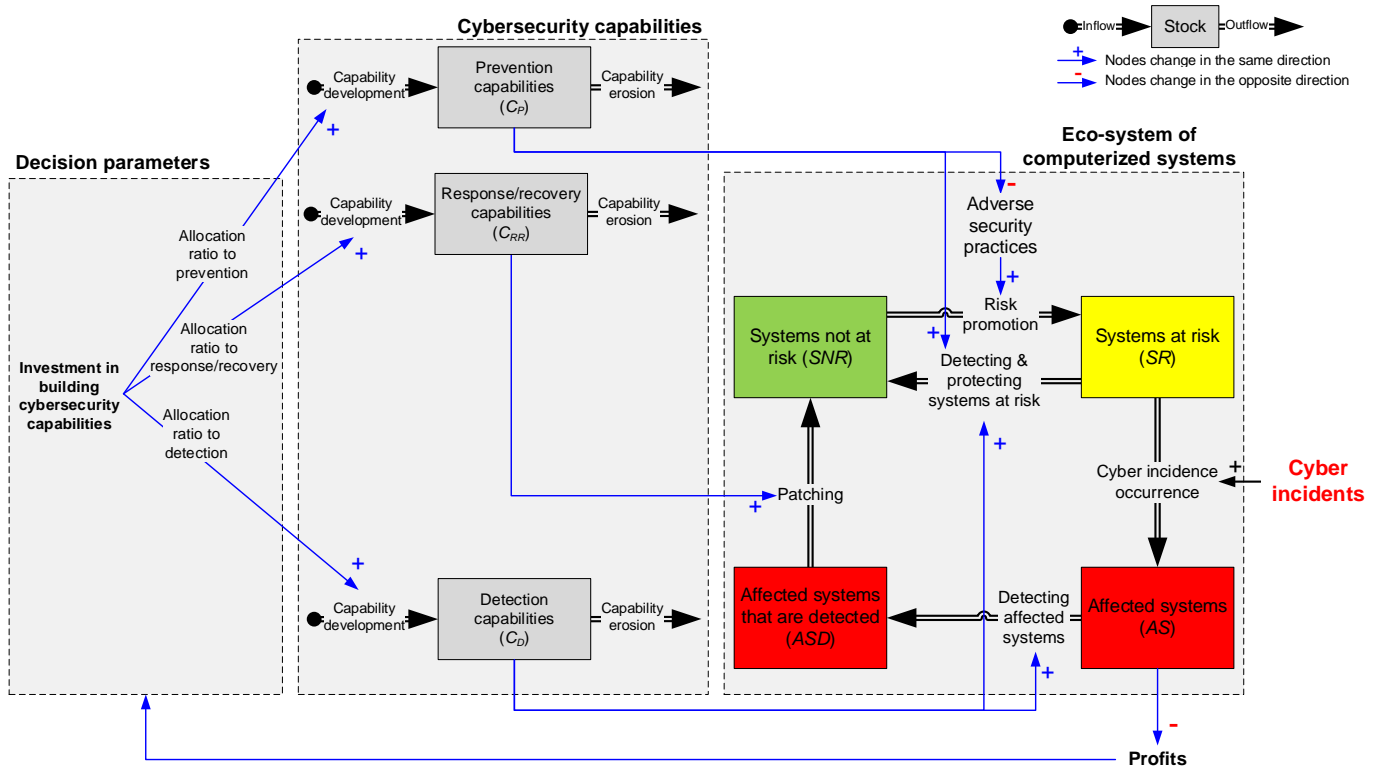 Cybersecurity capabilities
Inflow
Stock
Outflow
+
Nodes change in the same direction
-
Nodes change in the opposite direction
Decision parameters
Investment in
building
cybersecurity
capabilities
Allocation
ratio to
prevention
Allocation
ratio to
response/recovery
Allocation
ratio to
detection
Capability
development
+
Prevention
capabilities
(CP)
Capability
erosion
Capability
development
+
Response/recovery
capabilities
(CRR)
Capability
erosion
+
Capability
development
Detection
capabilities
(CD)
Capability
erosion
Eco-system of
computerized systems
-
Adverse
security
practices
+
Systems not at
risk (SNR)
Risk
promotion
Systems at risk
(SR)
+
Detecting &
protecting
systems at risk
+
Patching
+
Cyber incidence
occurrence
+
Cyber
incidents
Affected systems
that are detected
(ASD)
Detecting
affected
systems
+
Affected systems
(AS)
-
Profits